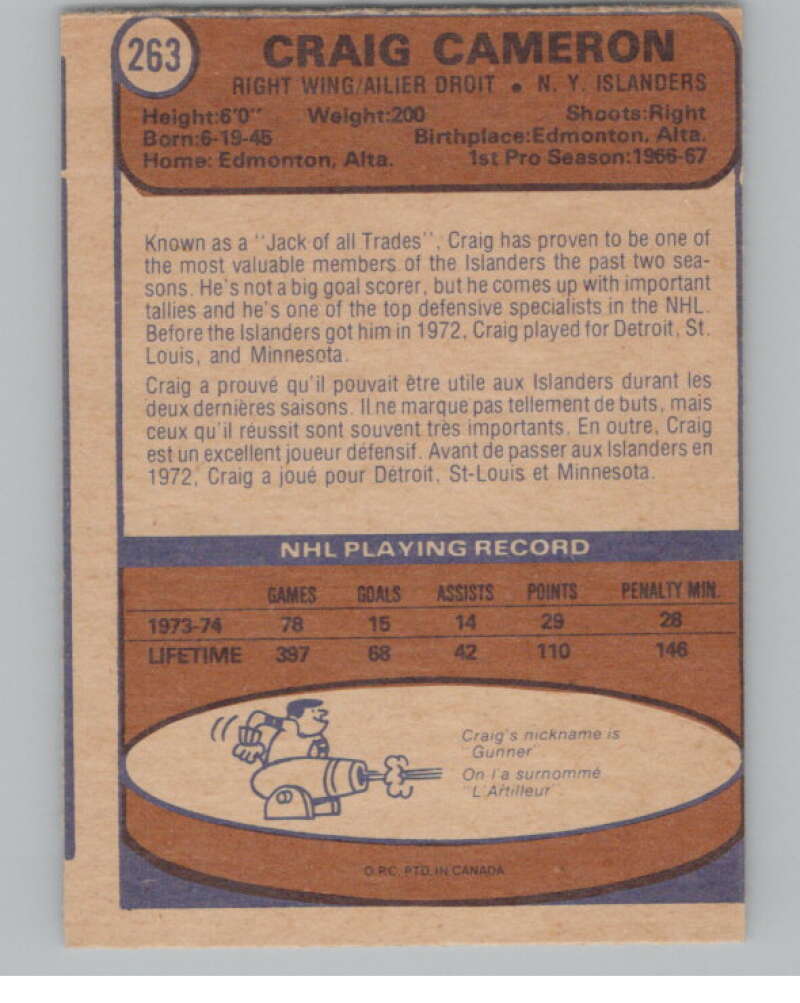 263
CRAIG CAMERON
RIGHT WING/AILIER DROIT • N. Y. ISLANDERS
Height:6'0" Weight:200 Shoots:Right
Born:6-19-45 Birthplace:Edmonton, Alta.
Home: Edmonton, Alta. 1st Pro Season:1966-67
Known as a "Jack of all Trades", Craig has proven to be one of
the most valuable members of the Islanders the past two sea-
sons. He's not a big goal scorer, but he comes up with important
tallies and he's one of the top defensive specialists in the NHL.
Before the Islanders got him in 1972, Craig played for Detroit, St.
Louis, and Minnesota.
Craig a prouvé qu'il pouvait être utile aux Islanders durant les
deux dernières saisons. Il ne marque pas tellement de buts, mais
ceux qu'il réussit sont souvent très importants. En outre, Craig
est un excellent joueur défensif. Avant de passer aux Islanders en
1972, Craig a joué pour Détroit, St-Louis et Minnesota.
NHL PLAYING RECORD
GAMES GOALS ASSISTS POINTS PENALTY MIN.
1973-74 78 15 14 29 28
LIFETIME 397 68 42 110 146
Craig's nickname is
"Gunner"
On l'a surnommé
"L'Artilleur"
O.P.C. PTD. IN CANADA